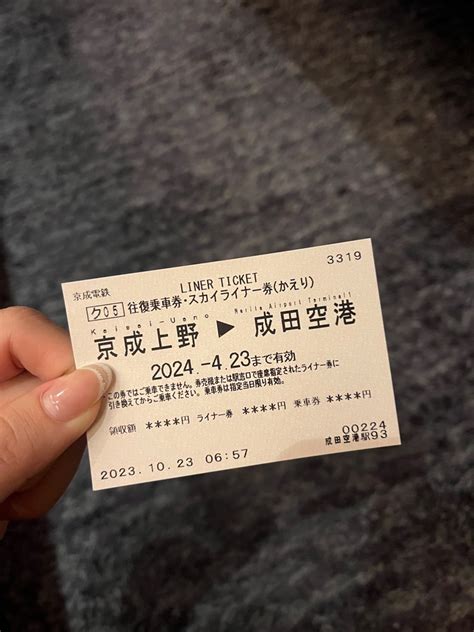 LINER TICKET 3319
京成電鉄 ク05 往復乗車券・スカイライナー券(かえり)
Keisei-Ueno Narita Airport Terminal1
京成上野 ▶ 成田空港
2024.-4.23まで有効
・この券ではご乗車できません。券売機または駅窓口で座席指定されたライナー券に
引き換えてからご乗車ください。乗車券は指定当日限り有効。
領収額 ****円 ライナー券 ****円 乗車券 ****円
00224
2023.10.23 06:57 成田空港駅93